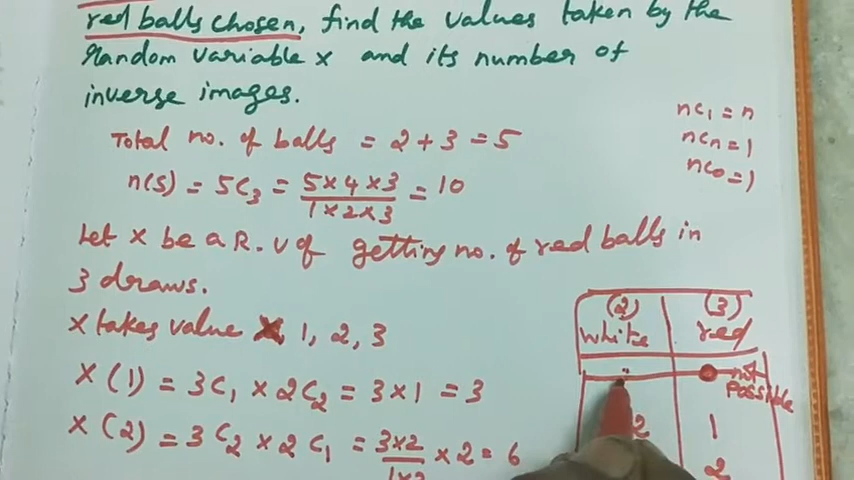 red balls chosen, find the values taken by the
Random variable x and its number of
inverse images.
Total no. of balls = 2 + 3 = 5
n(S) = 5C3 = 5×4×3 / 1×2×3 = 10
nC1 = n
nCn = 1
nC0 = 1
Let x be a R.V of getting no. of red balls in
3 draws.
x takes value 1, 2, 3
X(1) = 3C1 × 2C2 = 3×1 = 3
X(2) = 3C2 × 2C1 = 3×2 / 1×2 × 2 = 6
(2) (3)
white red
not
Possible
2 1
2